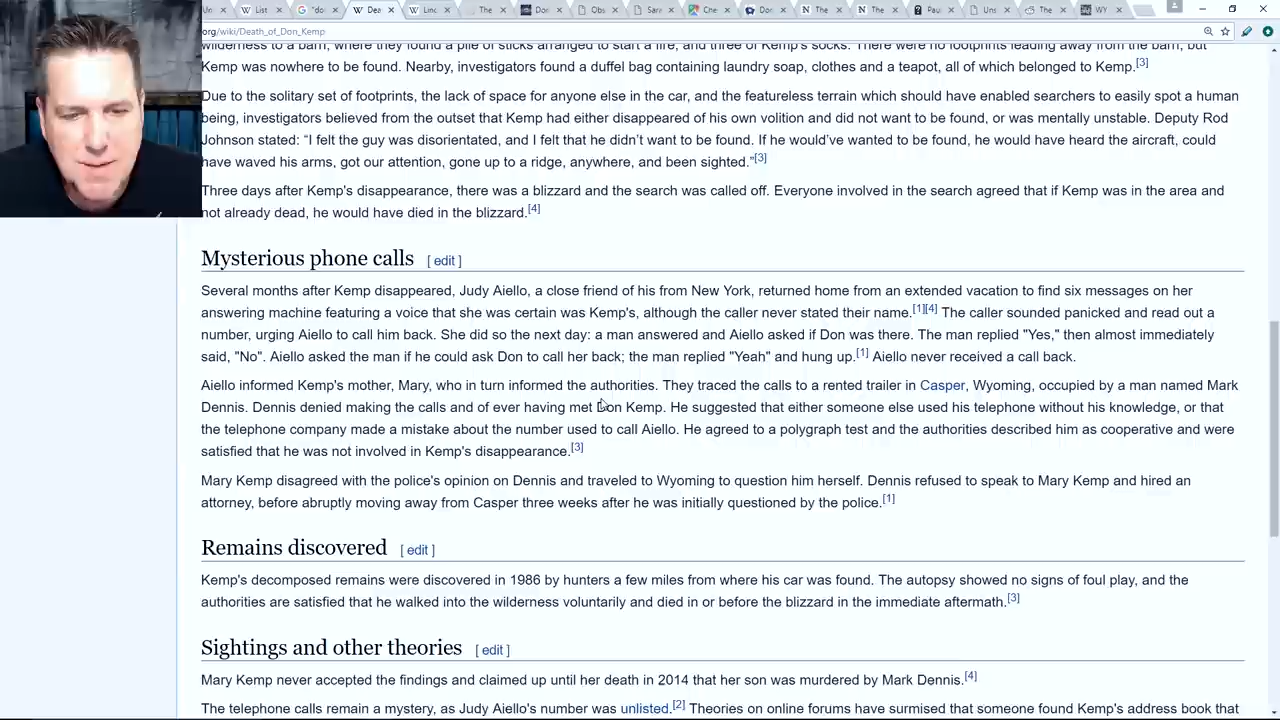 W List
"do
W Dea
W Linc
The
Don
Obs
Sara
Che
Dov
N The
N The
Pau
Uns
The
WY
org/wiki/Death_of_Don_Kemp
wilderness to a barn, where they found a pile of sticks arranged to start a fire, and three of Kemp's socks. There were no footprints leading away from the barn, but
Kemp was nowhere to be found. Nearby, investigators found a duffel bag containing laundry soap, clothes and a teapot, all of which belonged to Kemp.[3]
Due to the solitary set of footprints, the lack of space for anyone else in the car, and the featureless terrain which should have enabled searchers to easily spot a human
being, investigators believed from the outset that Kemp had either disappeared of his own volition and did not want to be found, or was mentally unstable. Deputy Rod
Johnson stated: “I felt the guy was disorientated, and I felt that he didn’t want to be found. If he would’ve wanted to be found, he would have heard the aircraft, could
have waved his arms, got our attention, gone up to a ridge, anywhere, and been sighted.”[3]
Three days after Kemp's disappearance, there was a blizzard and the search was called off. Everyone involved in the search agreed that if Kemp was in the area and
not already dead, he would have died in the blizzard.[4]
Mysterious phone calls [ edit ]
Several months after Kemp disappeared, Judy Aiello, a close friend of his from New York, returned home from an extended vacation to find six messages on her
answering machine featuring a voice that she was certain was Kemp's, although the caller never stated their name.[1][4] The caller sounded panicked and read out a
number, urging Aiello to call him back. She did so the next day: a man answered and Aiello asked if Don was there. The man replied "Yes," then almost immediately
said, "No". Aiello asked the man if he could ask Don to call her back; the man replied "Yeah" and hung up.[1] Aiello never received a call back.
Aiello informed Kemp's mother, Mary, who in turn informed the authorities. They traced the calls to a rented trailer in Casper, Wyoming, occupied by a man named Mark
Dennis. Dennis denied making the calls and of ever having met Don Kemp. He suggested that either someone else used his telephone without his knowledge, or that
the telephone company made a mistake about the number used to call Aiello. He agreed to a polygraph test and the authorities described him as cooperative and were
satisfied that he was not involved in Kemp's disappearance.[3]
Mary Kemp disagreed with the police's opinion on Dennis and traveled to Wyoming to question him herself. Dennis refused to speak to Mary Kemp and hired an
attorney, before abruptly moving away from Casper three weeks after he was initially questioned by the police.[1]
Remains discovered [ edit ]
Kemp's decomposed remains were discovered in 1986 by hunters a few miles from where his car was found. The autopsy showed no signs of foul play, and the
authorities are satisfied that he walked into the wilderness voluntarily and died in or before the blizzard in the immediate aftermath.[3]
Sightings and other theories [ edit ]
Mary Kemp never accepted the findings and claimed up until her death in 2014 that her son was murdered by Mark Dennis.[4]
The telephone calls remain a mystery, as Judy Aiello's number was unlisted.[2] Theories on online forums have surmised that someone found Kemp's address book that